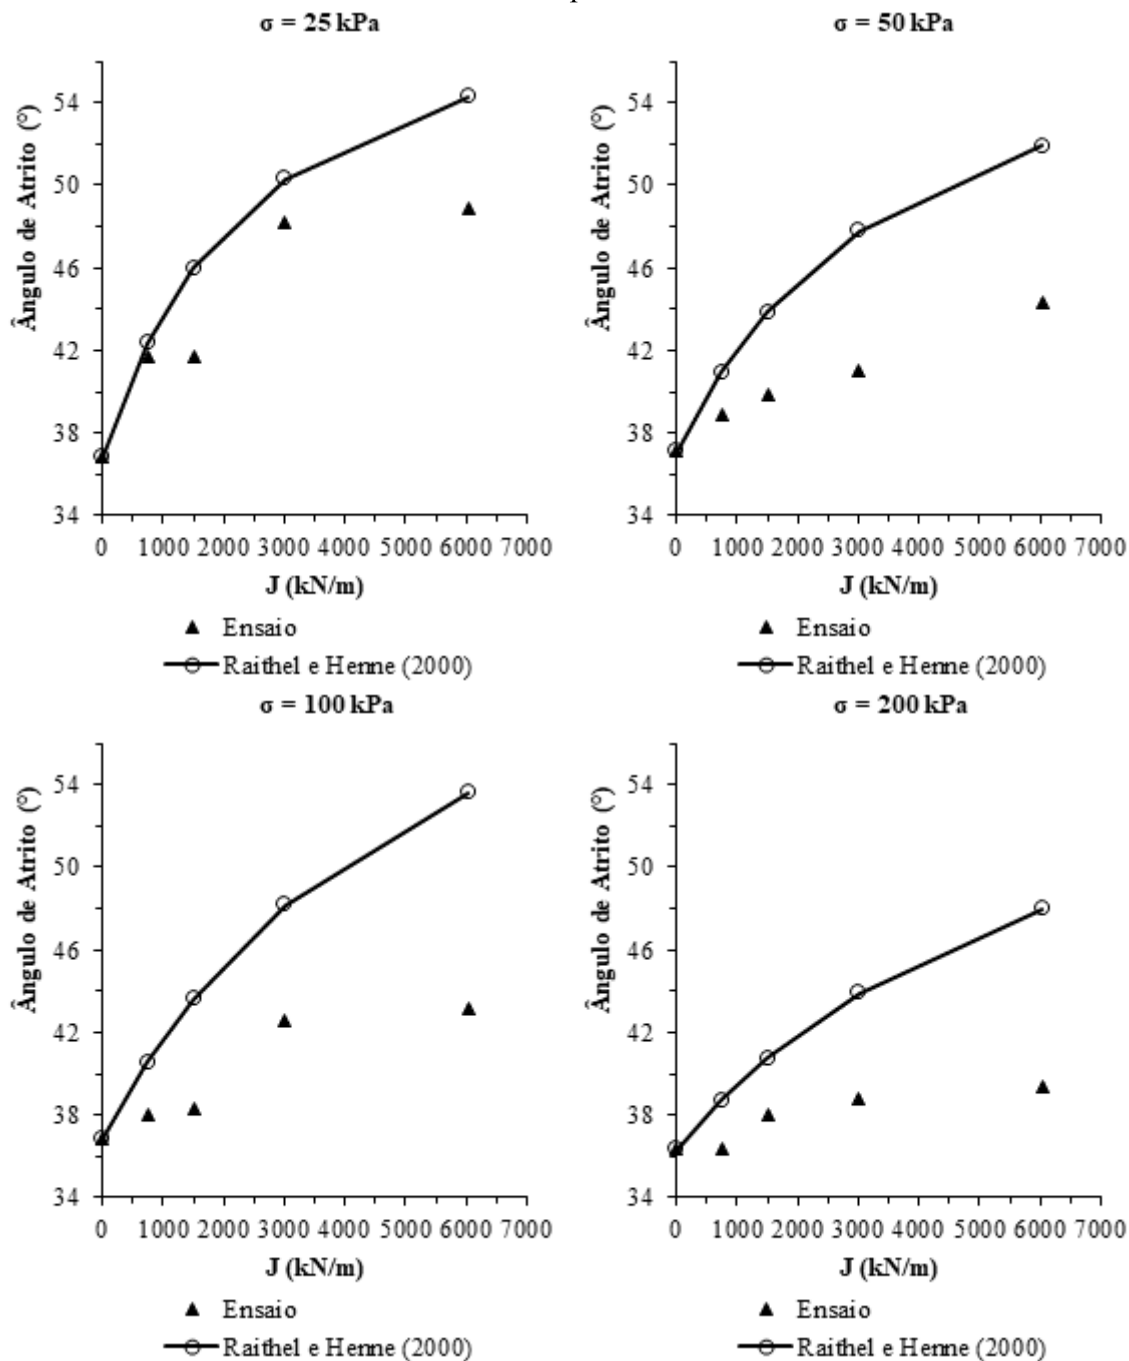 σ = 25 kPa
Ângulo de Atrito (°)
54
50
46
42
38
34
0 1000 2000 3000 4000 5000 6000 7000
J (kN/m)
Ensaio
Raithel e Henne (2000)
σ = 50 kPa
Ângulo de Atrito (°)
54
50
46
42
38
34
0 1000 2000 3000 4000 5000 6000 7000
J (kN/m)
Ensaio
Raithel e Henne (2000)
σ = 100 kPa
Ângulo de Atrito (°)
54
50
46
42
38
34
0 1000 2000 3000 4000 5000 6000 7000
J (kN/m)
Ensaio
Raithel e Henne (2000)
σ = 200 kPa
Ângulo de Atrito (°)
54
50
46
42
38
34
0 1000 2000 3000 4000 5000 6000 7000
J (kN/m)
Ensaio
Raithel e Henne (2000)